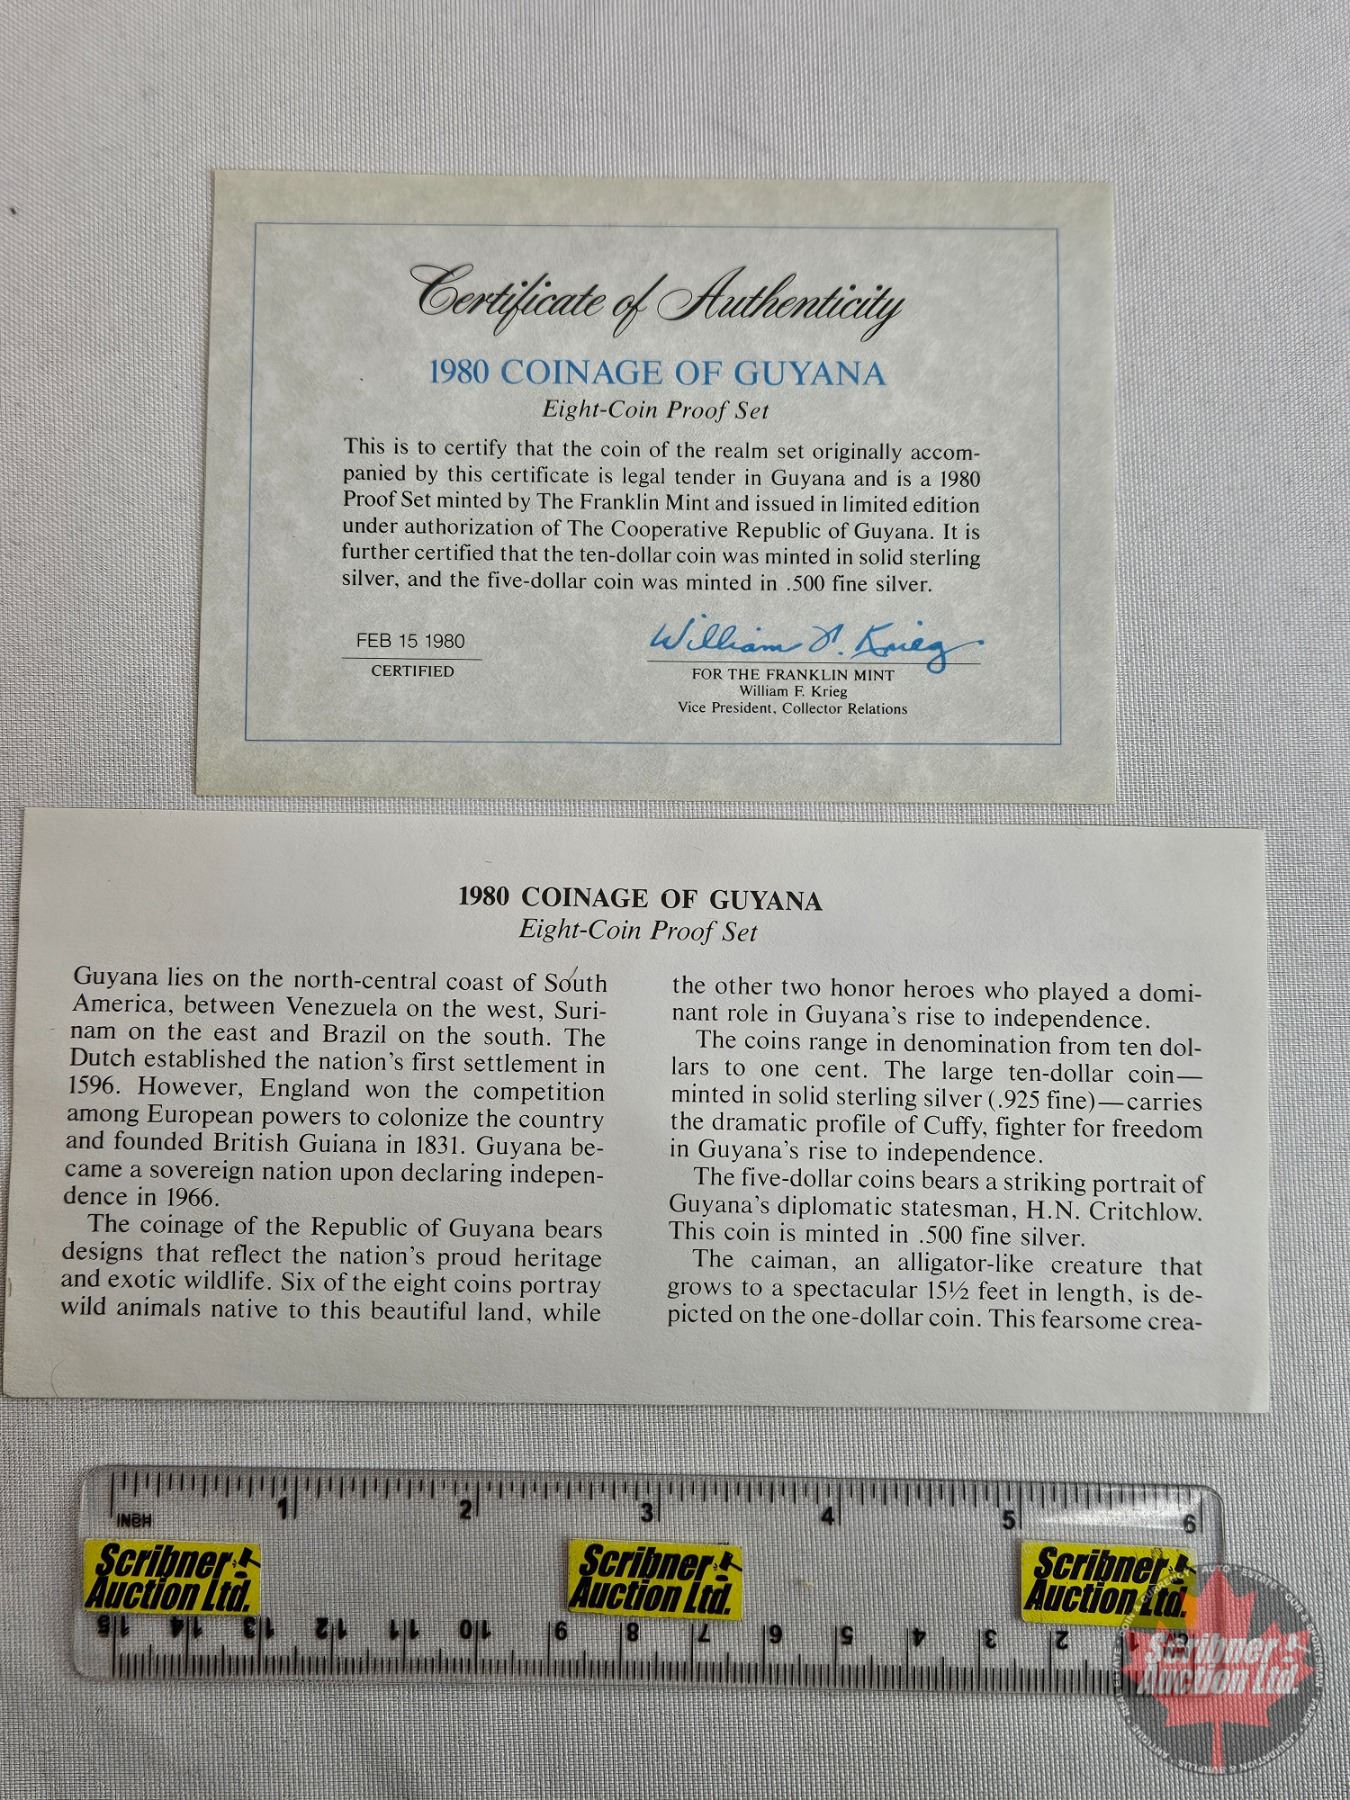 Certificate of Authenticity
1980 COINAGE OF GUYANA
Eight-Coin Proof Set
This is to certify that the coin of the realm set originally accom-
panied by this certificate is legal tender in Guyana and is a 1980
Proof Set minted by The Franklin Mint and issued in limited edition
under authorization of The Cooperative Republic of Guyana. It is
further certified that the ten-dollar coin was minted in solid sterling
silver, and the five-dollar coin was minted in .500 fine silver.
FEB 15 1980
CERTIFIED
William F. Krieg
FOR THE FRANKLIN MINT
William F. Krieg
Vice President, Collector Relations
1980 COINAGE OF GUYANA
Eight-Coin Proof Set
Guyana lies on the north-central coast of South
America, between Venezuela on the west, Suri-
nam on the east and Brazil on the south. The
Dutch established the nation's first settlement in
1596. However, England won the competition
among European powers to colonize the country
and founded British Guiana in 1831. Guyana be-
came a sovereign nation upon declaring indepen-
dence in 1966.
The coinage of the Republic of Guyana bears
designs that reflect the nation's proud heritage
and exotic wildlife. Six of the eight coins portray
wild animals native to this beautiful land, while
the other two honor heroes who played a domi-
nant role in Guyana's rise to independence.
The coins range in denomination from ten dol-
lars to one cent. The large ten-dollar coin—
minted in solid sterling silver (.925 fine)—carries
the dramatic profile of Cuffy, fighter for freedom
in Guyana's rise to independence.
The five-dollar coins bears a striking portrait of
Guyana's diplomatic statesman, H.N. Critchlow.
This coin is minted in .500 fine silver.
The caiman, an alligator-like creature that
grows to a spectacular 15½ feet in length, is de-
picted on the one-dollar coin. This fearsome crea-
INCH 1 2 3 4 5 6
Scribner
Auction Ltd.
Scribner
Auction Ltd.
Scribner
Auction Ltd.
15 14 13 12 11 10 9 8 7 6 5 4 3 2 1
Scribner
Auction Ltd.